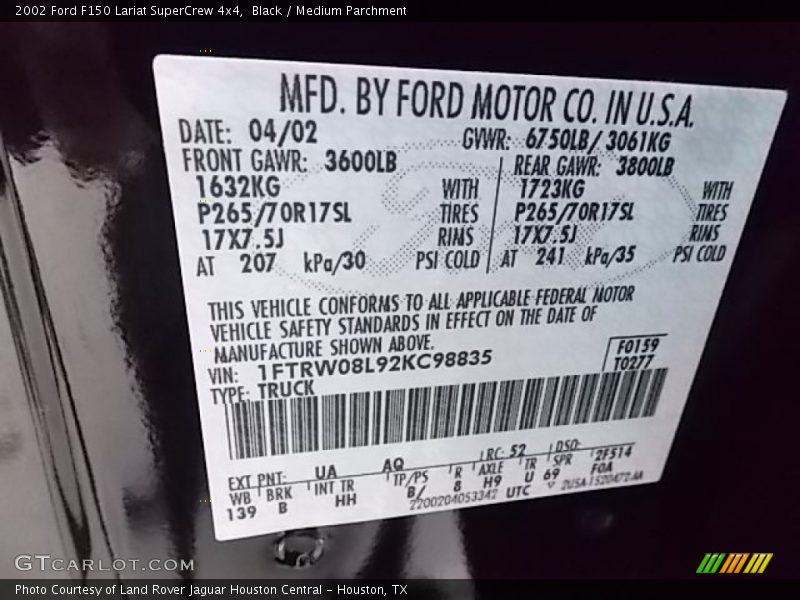 2002 Ford F150 Lariat SuperCrew 4x4, Black / Medium Parchment
MFD. BY FORD MOTOR CO. IN U.S.A.
DATE: 04/02 GVWR: 6750LB/ 3061KG
FRONT GAWR: 3600LB REAR GAWR: 3800LB
1632KG WITH 1723KG WITH
P265/70R17SL TIRES P265/70R17SL TIRES
17X7.5J RIMS 17X7.5J RIMS
AT 207 kPa/30 PSI COLD AT 241 kPa/35 PSI COLD
THIS VEHICLE CONFORMS TO ALL APPLICABLE FEDERAL MOTOR
VEHICLE SAFETY STANDARDS IN EFFECT ON THE DATE OF
MANUFACTURE SHOWN ABOVE.
VIN: 1FTRW08L92KC98835 F0159
TYPE: TRUCK T0277
EXT PNT: UA AQ RC: 52 DSO:
WB BRK INT TR TP/PS R AXLE TR SPR 2F514
139 B HH B/ 8 H9 U 69 F0A
2200204053342 UTC
GTCARLOT.COM
Photo Courtesy of Land Rover Jaguar Houston Central - Houston, TX